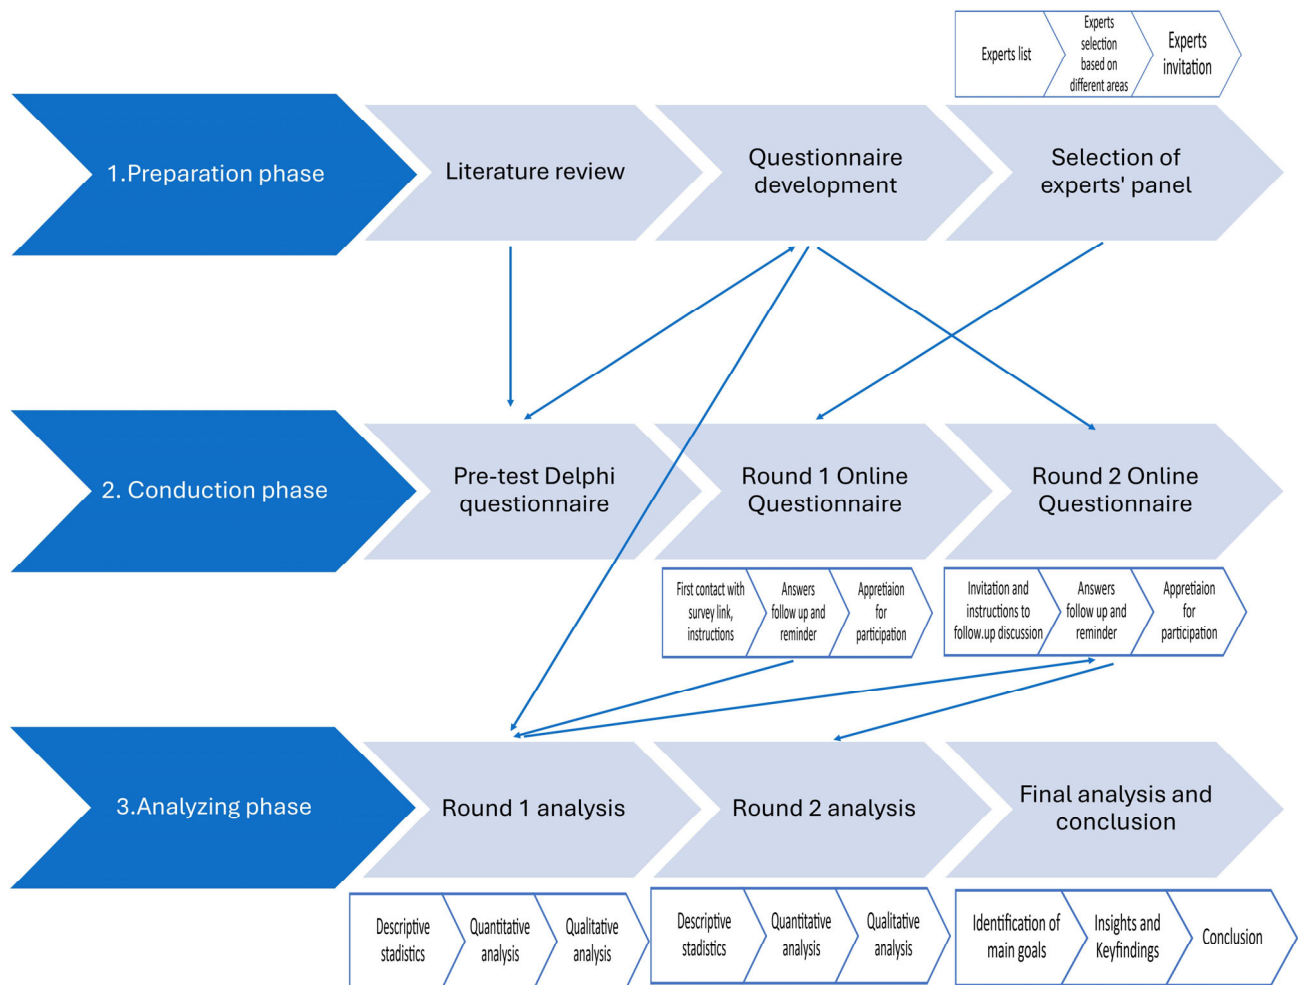 Experts list
Experts
selection
based on
different areas
Experts
invitation
1.Preparation phase
Literature review
Questionnaire
development
Selection of
experts' panel
2. Conduction phase
Pre-test Delphi
questionnaire
Round 1 Online
Questionnaire
Round 2 Online
Questionnaire
First contact with
survey link,
instructions
Answers
follow up and
reminder
Appretiaion
for
participation
Invitation and
instructions to
follow.up discussion
Answers
follow up and
reminder
Appretiaion
for
participation
3.Analyzing phase
Round 1 analysis
Round 2 analysis
Final analysis and
conclusion
Descriptive
stadistics
Quantitative
analysis
Qualitative
analysis
Descriptive
stadistics
Quantitative
analysis
Qualitative
analysis
Identification of
main goals
Insights and
Keyfindings
Conclusion